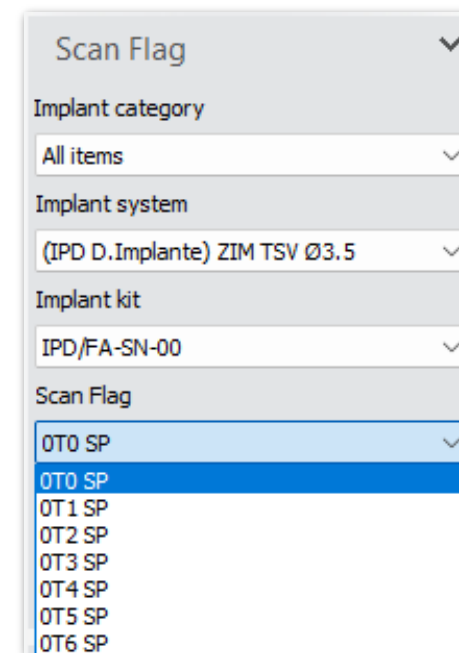 Scan Flag
Implant category
All items
Implant system
(IPD D.Implante) ZIM TSV Ø3.5
Implant kit
IPD/FA-SN-00
Scan Flag
0T0 SP
0T0 SP
0T1 SP
0T2 SP
0T3 SP
0T4 SP
0T5 SP
0T6 SP